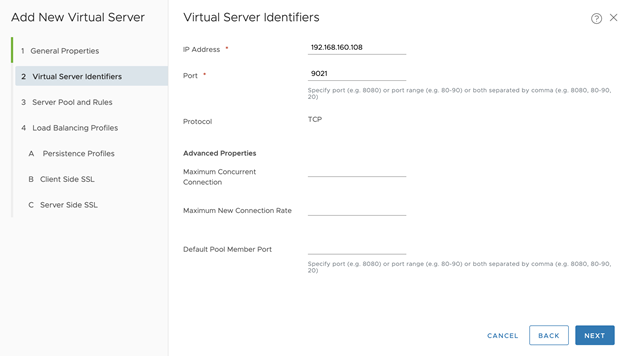 Add New Virtual Server
1 General Properties
2 Virtual Server Identifiers
3 Server Pool and Rules
4 Load Balancing Profiles
A Persistence Profiles
B Client Side SSL
C Server Side SSL
Virtual Server Identifiers
?
IP Address *
192.168.160.108
Port *
9021
Specify port (e.g. 8080) or port range (e.g. 80-90) or both separated by comma (e.g. 8080, 80-90,
20)
Protocol
TCP
Advanced Properties
Maximum Concurrent
Connection
Maximum New Connection Rate
Default Pool Member Port
Specify port (e.g. 8080) or port range (e.g. 80-90) or both separated by comma (e.g. 8080, 80-90,
20)
CANCEL BACK NEXT